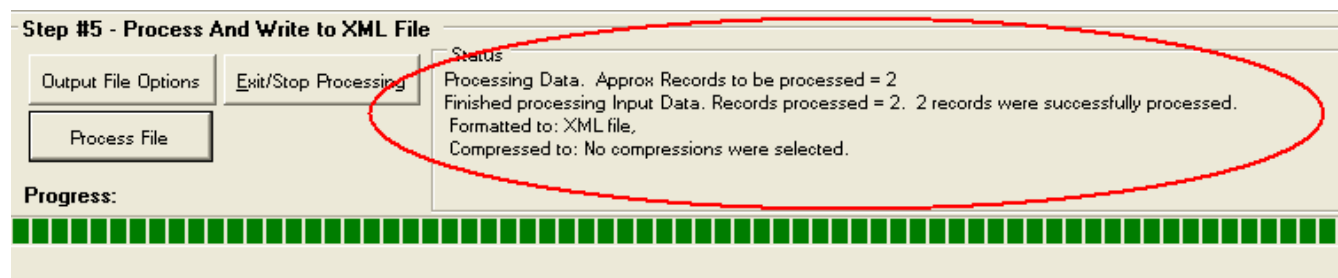 Step #5 - Process And Write to XML File
Output File Options
Exit/Stop Processing
Process File
Progress:
Status
Processing Data.  Approx Records to be processed = 2
Finished processing Input Data. Records processed = 2.  2 records were successfully processed.
Formatted to: XML file,
Compressed to: No compressions were selected.